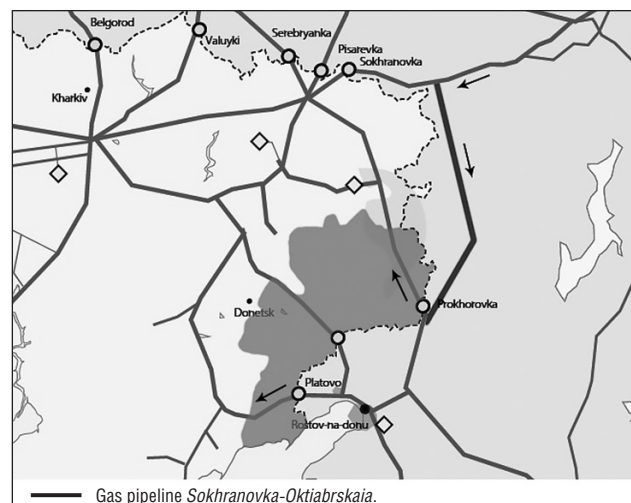 Belgorod
Valuyki
Serebryanka
Pisarevka
Sokhranovka
Kharkiv
Donetsk
Prokhorovka
Platovo
Rostov-na-donu
Gas pipeline Sokhranovka-Oktiabrskaia.